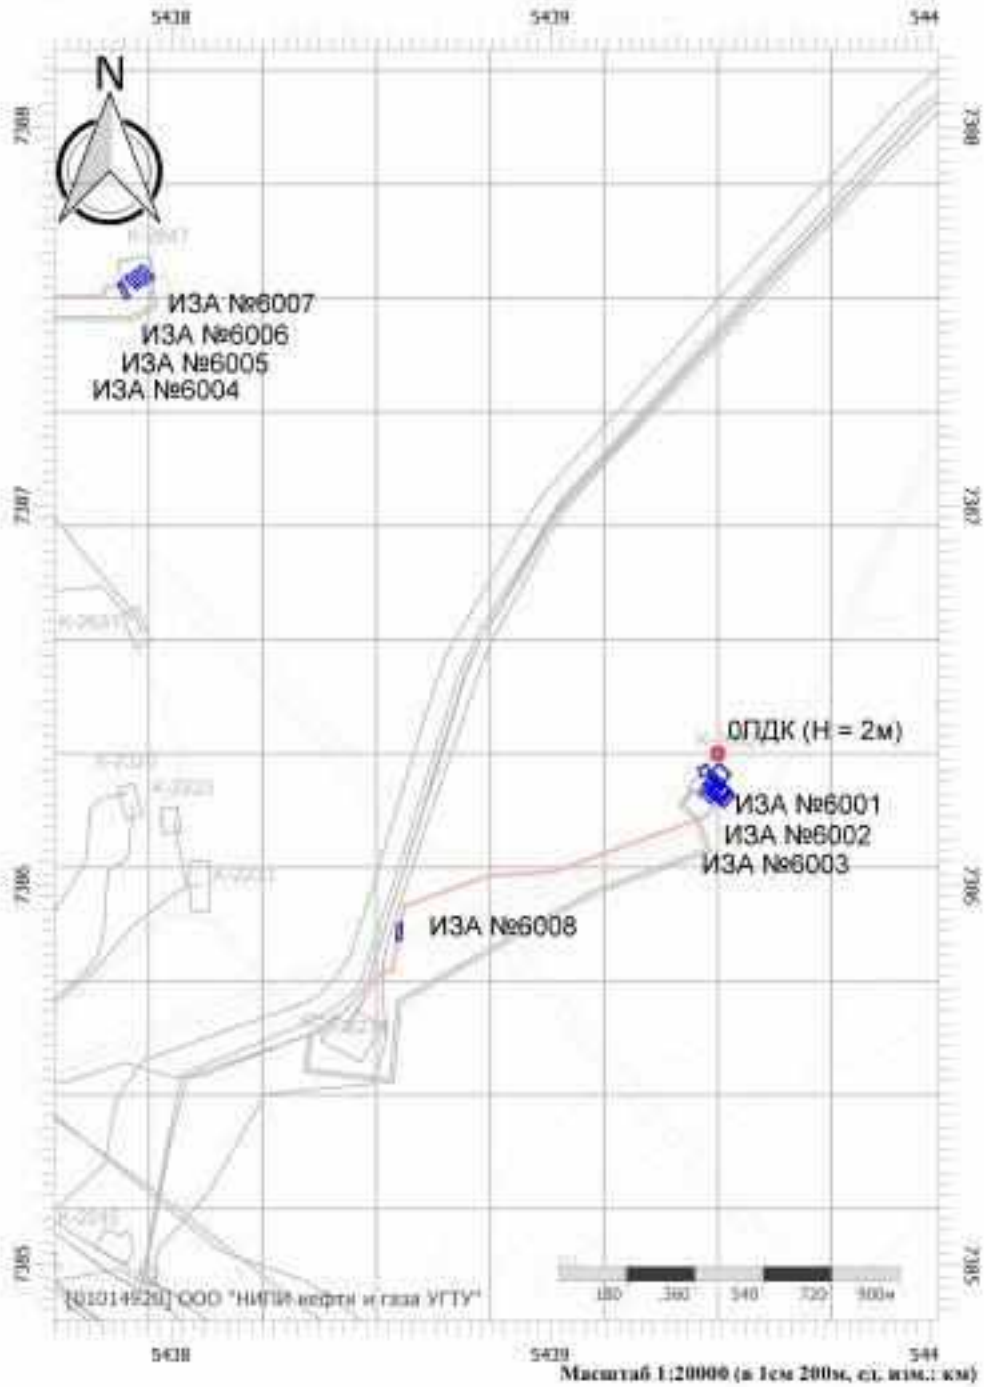 5438 5439 544
N
7388 7388
ИЗА №6007
ИЗА №6006
ИЗА №6005
ИЗА №6004
7387 7387
0ПДК (Н = 2м)
ИЗА №6001
ИЗА №6002
ИЗА №6003
7386 7386
ИЗА №6008
7385 7385
180 360 540 720 900м
ООО "НИПИ нефти и газа УГТУ"
5438 5439 544
Масштаб 1:20000 (в 1см 200м, ед. изм.: км)